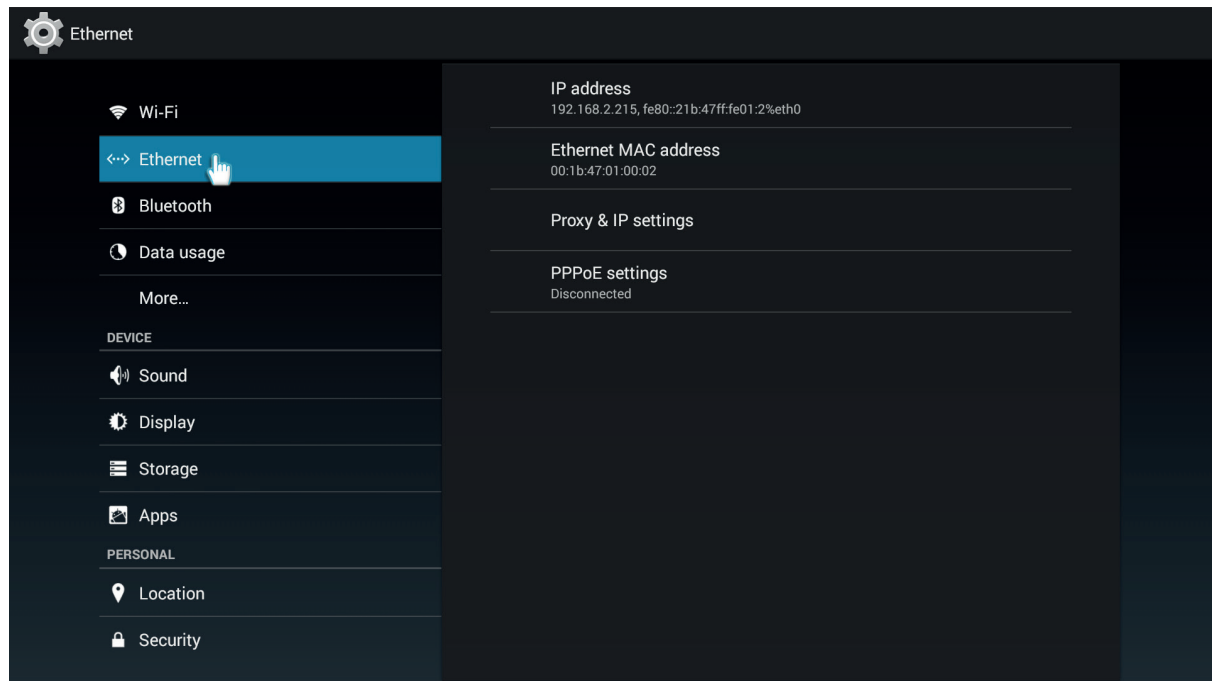 Ethernet
Wi-Fi
Ethernet
Bluetooth
Data usage
More...
DEVICE
Sound
Display
Storage
Apps
PERSONAL
Location
Security
IP address
192.168.2.215, fe80::21b:47ff:fe01:2%eth0
Ethernet MAC address
00:1b:47:01:00:02
Proxy & IP settings
PPPoE settings
Disconnected